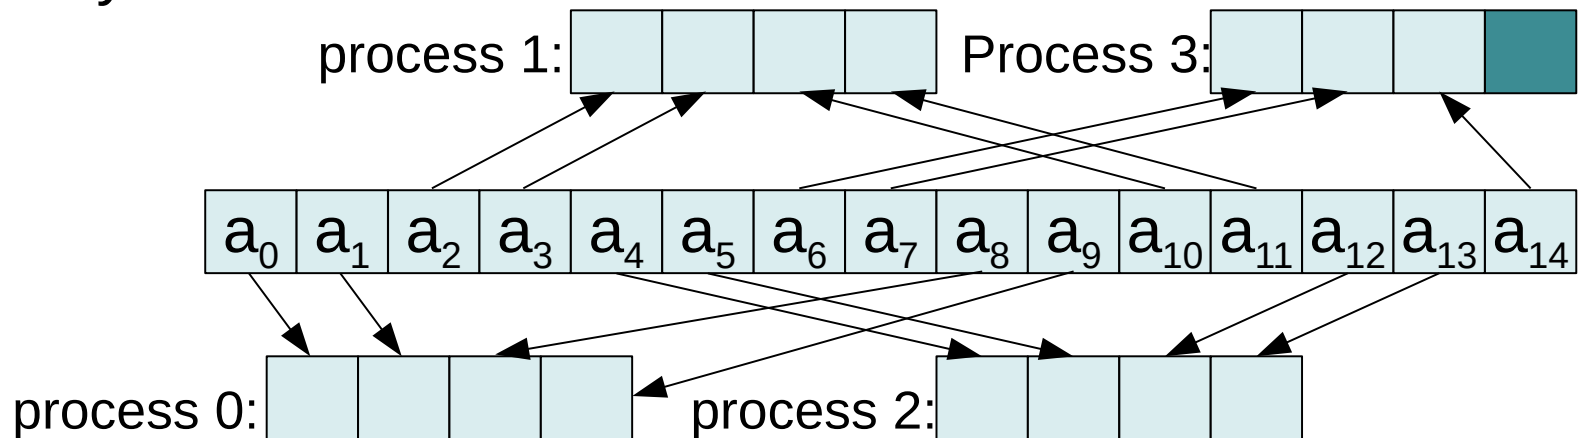 process 1: Process 3:
a0 a1 a2 a3 a4 a5 a6 a7 a8 a9 a10 a11 a12 a13 a14
process 0: process 2: